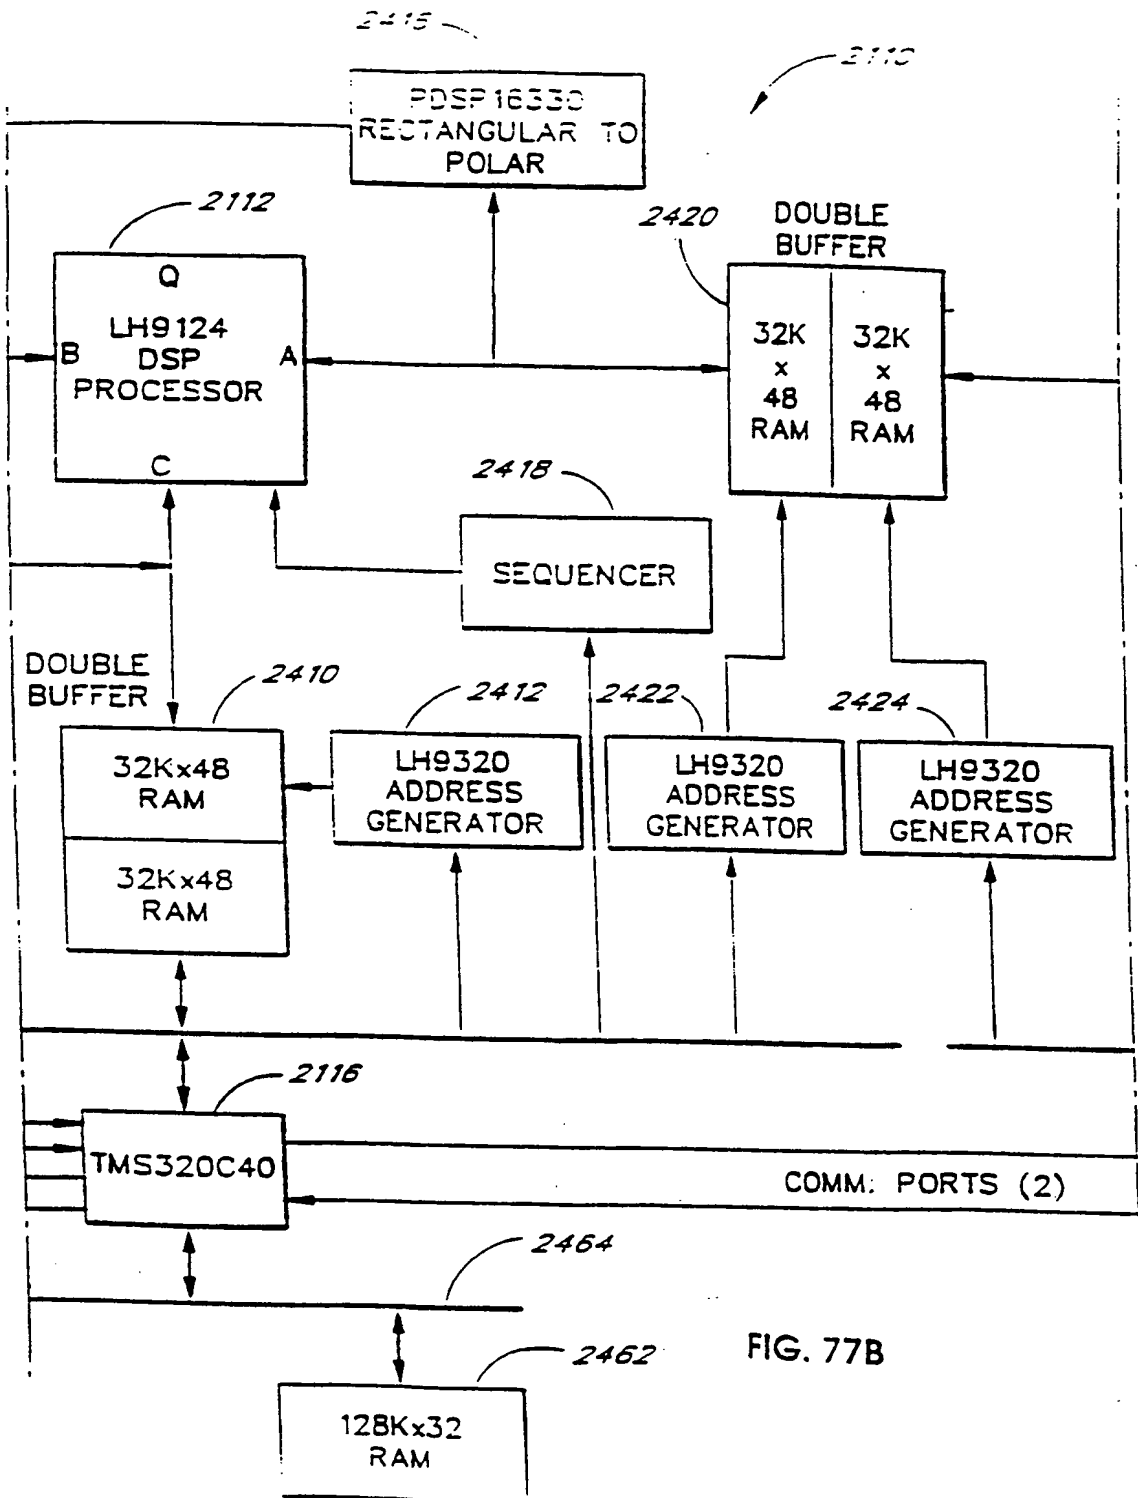 2110
PDSP16330
RECTANGULAR TO
POLAR
2112
2420
DOUBLE
BUFFER
Q
LH9124
DSP
PROCESSOR
B
A
C
32K
x
48
RAM
32K
x
48
RAM
2418
SEQUENCER
DOUBLE
BUFFER
2410
2412
2422
2424
32Kx48
RAM
32Kx48
RAM
LH9320
ADDRESS
GENERATOR
LH9320
ADDRESS
GENERATOR
LH9320
ADDRESS
GENERATOR
2116
TMS320C40
COMM: PORTS (2)
2464
2462
128Kx32
RAM
FIG. 77B